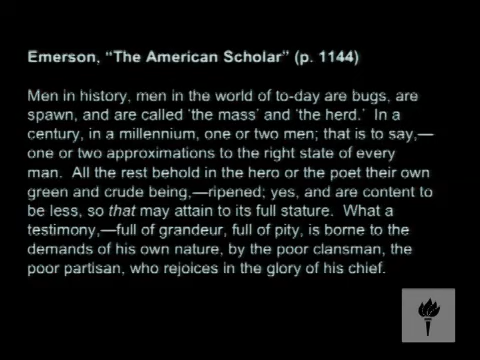 Emerson, “The American Scholar” (p. 1144)
Men in history, men in the world of to-day are bugs, are
spawn, and are called ‘the mass’ and ‘the herd.’  In a
century, in a millennium, one or two men; that is to say,—
one or two approximations to the right state of every
man.  All the rest behold in the hero or the poet their own
green and crude being,—ripened; yes, and are content to
be less, so that may attain to its full stature.  What a
testimony,—full of grandeur, full of pity, is borne to the
demands of his own nature, by the poor clansman, the
poor partisan, who rejoices in the glory of his chief.